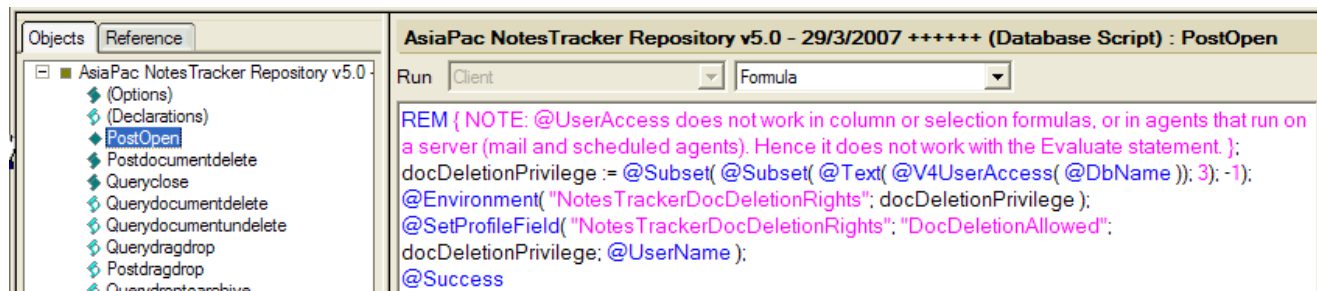 Objects
Reference
AsiaPac NotesTracker Repository v5.0 -
(Options)
(Declarations)
PostOpen
Postdocumentdelete
Queryclose
Querydocumentdelete
Querydocumentundelete
Querydragdrop
Postdragdrop
Querydroptoarchive
AsiaPac NotesTracker Repository v5.0 - 29/3/2007 ++++++ (Database Script) : PostOpen
Run Client Formula
REM { NOTE: @UserAccess does not work in column or selection formulas, or in agents that run on
a server (mail and scheduled agents). Hence it does not work with the Evaluate statement. };
docDeletionPrivilege := @Subset( @Subset( @Text( @V4UserAccess( @DbName )); 3); -1);
@Environment( "NotesTrackerDocDeletionRights"; docDeletionPrivilege );
@SetProfileField( "NotesTrackerDocDeletionRights"; "DocDeletionAllowed";
docDeletionPrivilege; @UserName );
@Success